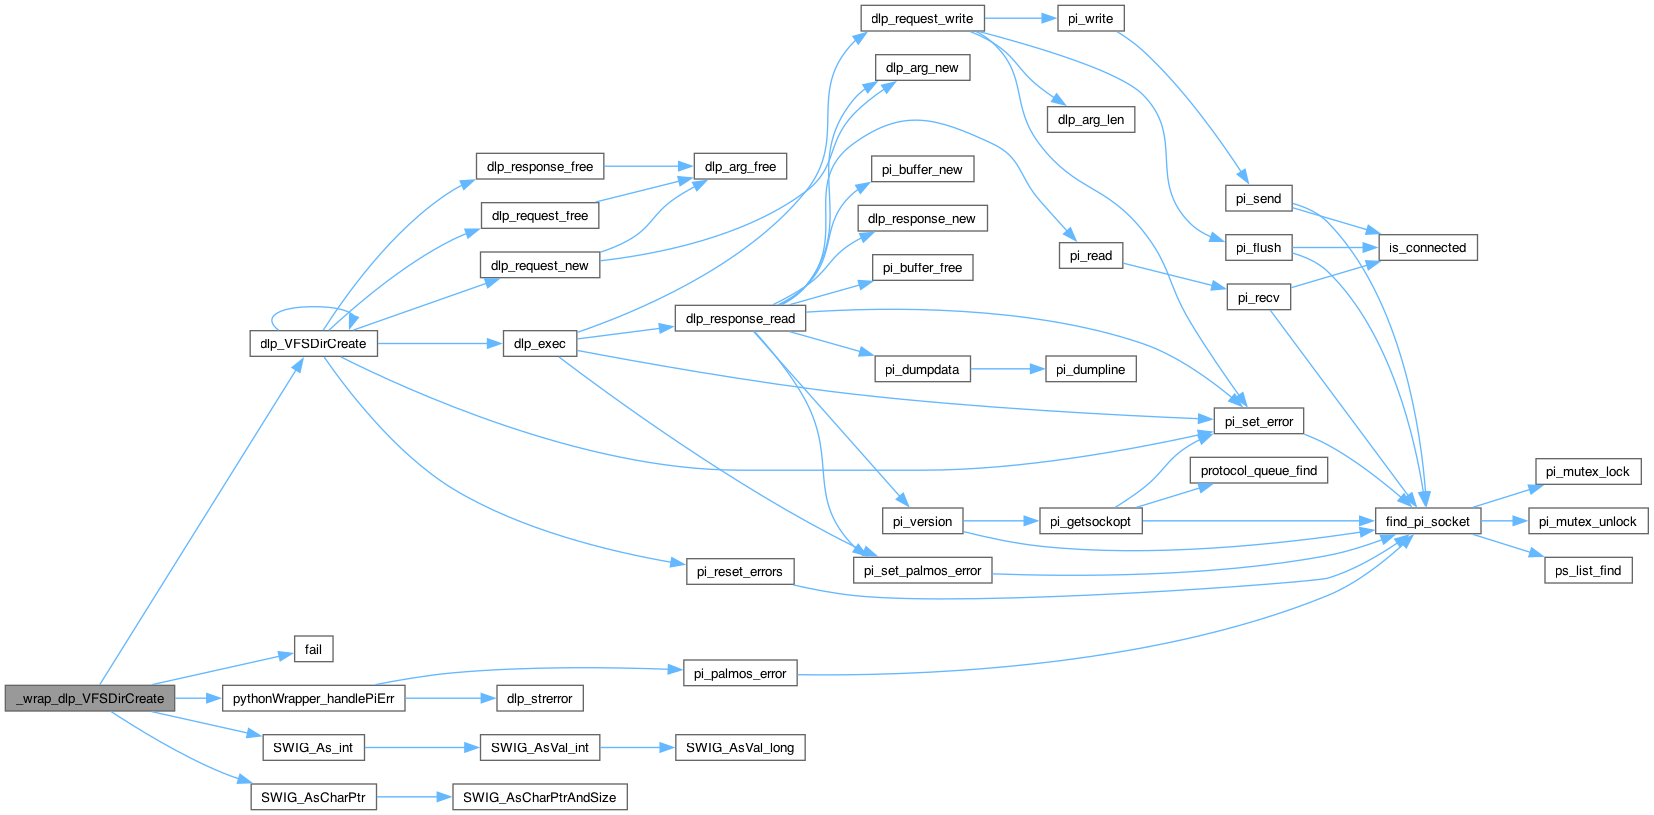 dlp_request_write
pi_write
dlp_arg_new
dlp_arg_len
dlp_response_free
dlp_arg_free
pi_buffer_new
pi_send
dlp_request_free
dlp_response_new
pi_flush
is_connected
dlp_request_new
pi_buffer_free
pi_read
pi_recv
dlp_response_read
dlp_VFSDirCreate
dlp_exec
pi_dumpdata
pi_dumpline
pi_set_error
protocol_queue_find
pi_mutex_lock
pi_version
pi_getsockopt
find_pi_socket
pi_mutex_unlock
pi_reset_errors
pi_set_palmos_error
ps_list_find
fail
pi_palmos_error
_wrap_dlp_VFSDirCreate
pythonWrapper_handlePiErr
dlp_strerror
SWIG_As_int
SWIG_AsVal_int
SWIG_AsVal_long
SWIG_AsCharPtr
SWIG_AsCharPtrAndSize